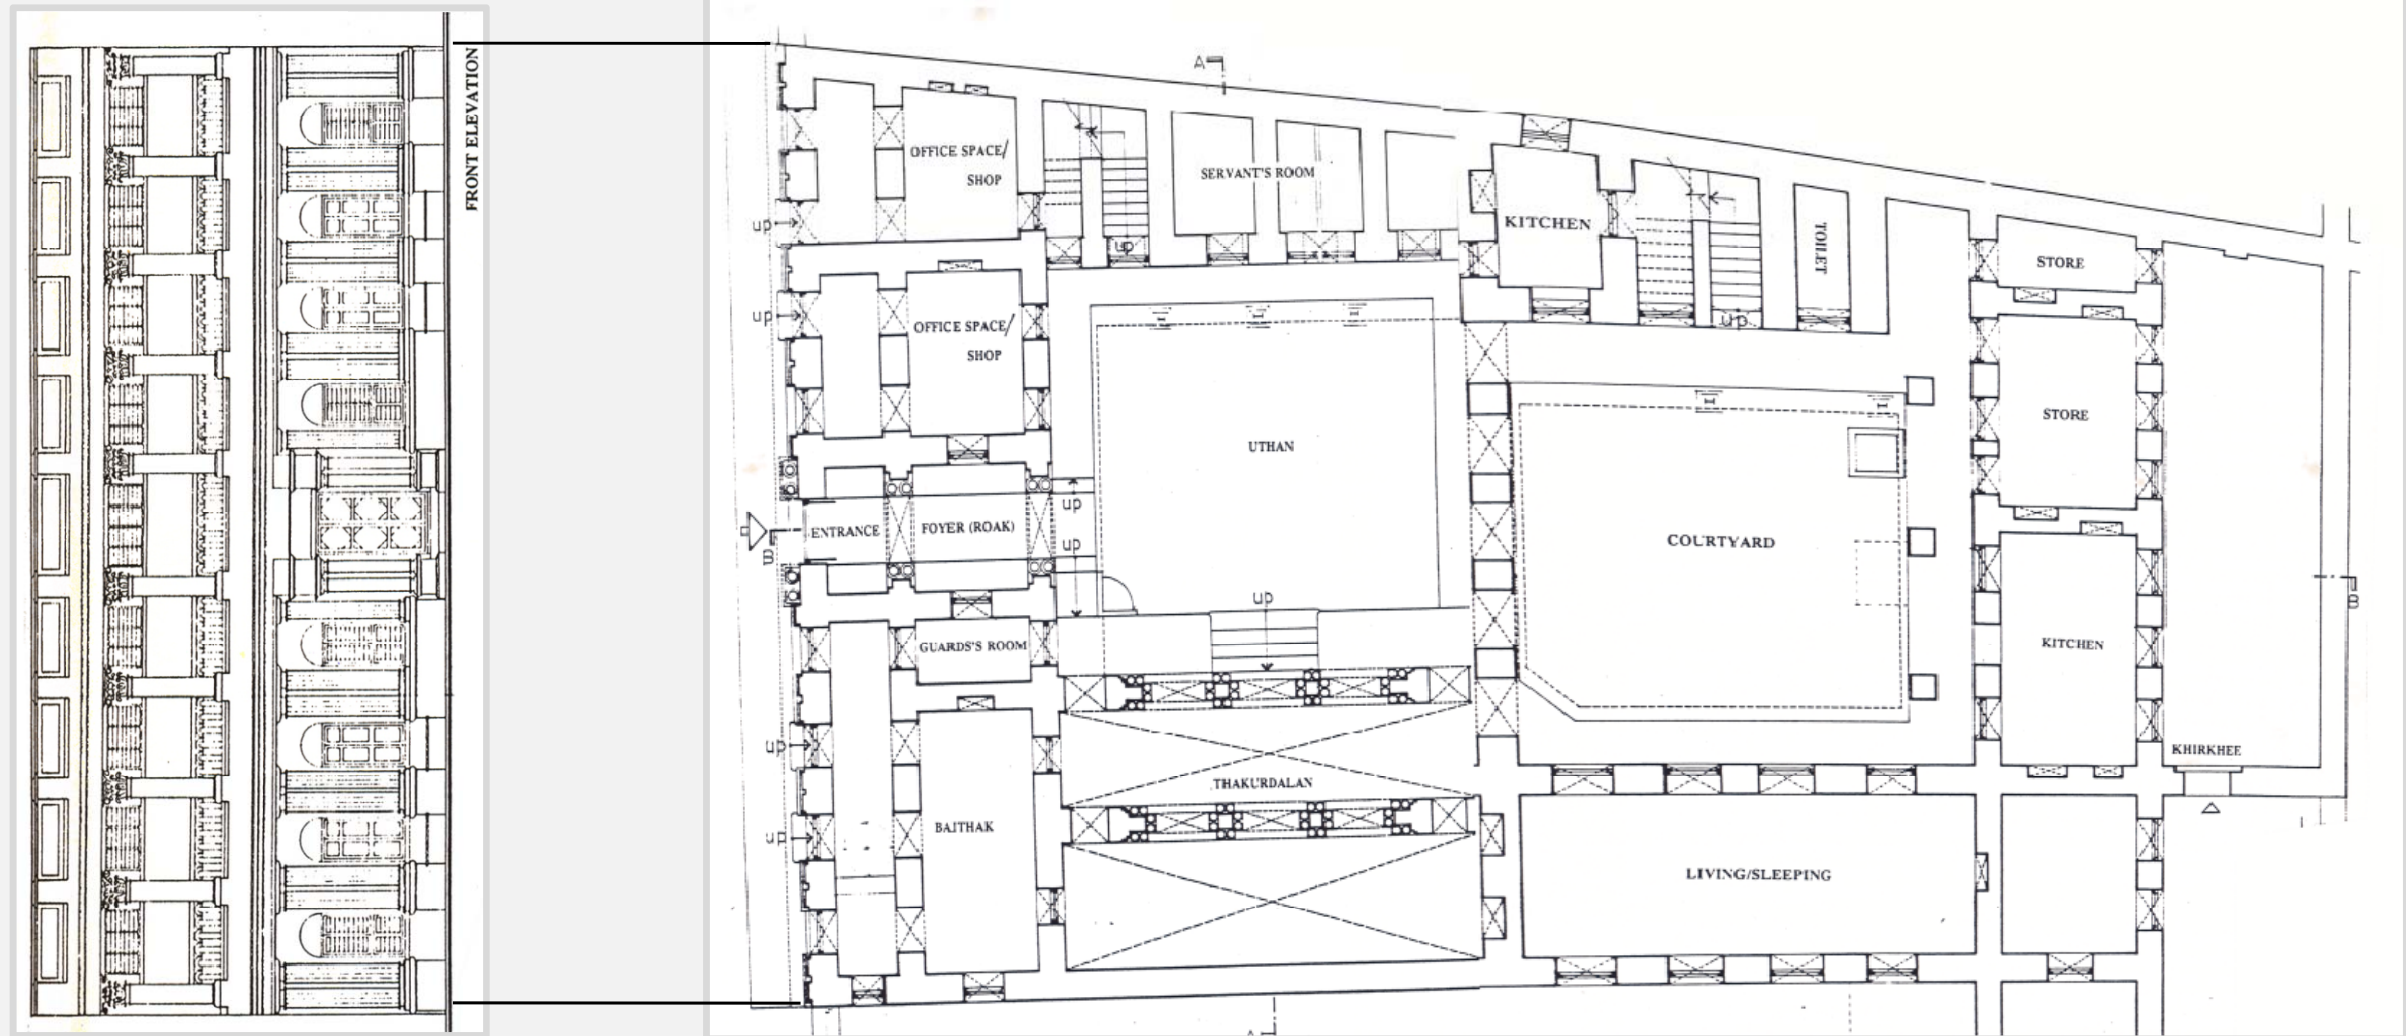 FRONT ELEVATION
A
OFFICE SPACE/
SHOP
SERVANT'S ROOM
KITCHEN
TOILET
STORE
up
up
up
up
OFFICE SPACE/
SHOP
UTHAN
STORE
ENTRANCE
FOYER (ROAK)
up
up
B
COURTYARD
B
up
GUARDS'S ROOM
KITCHEN
up
THAKURDALAN
KHIRKHEE
up
BAITHAK
LIVING/SLEEPING
A